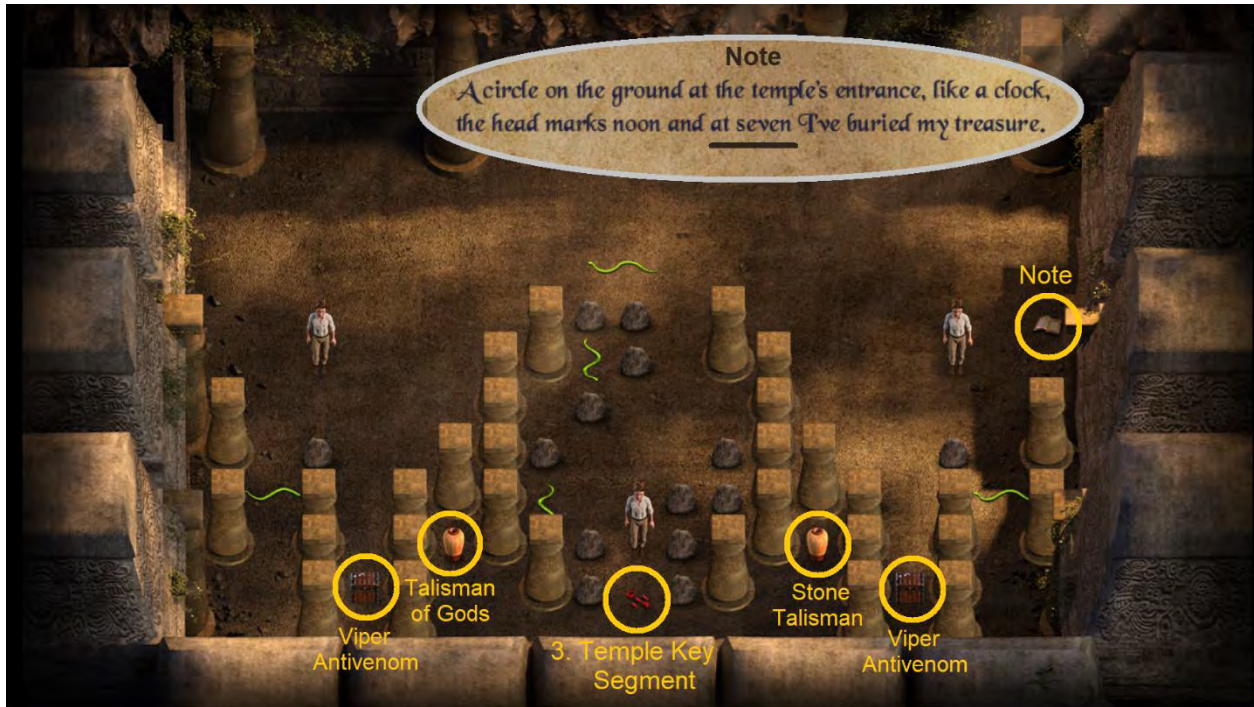 Note
A circle on the ground at the temple's entrance, like a clock,
the head marks noon and at seven I've buried my treasure.
Note
Talisman
of Gods
Viper
Antivenom
3. Temple Key
Segment
Stone
Talisman
Viper
Antivenom